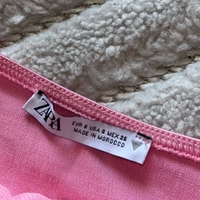 ZARA
EUR S USA S MEX 26
MADE IN MOROCCO